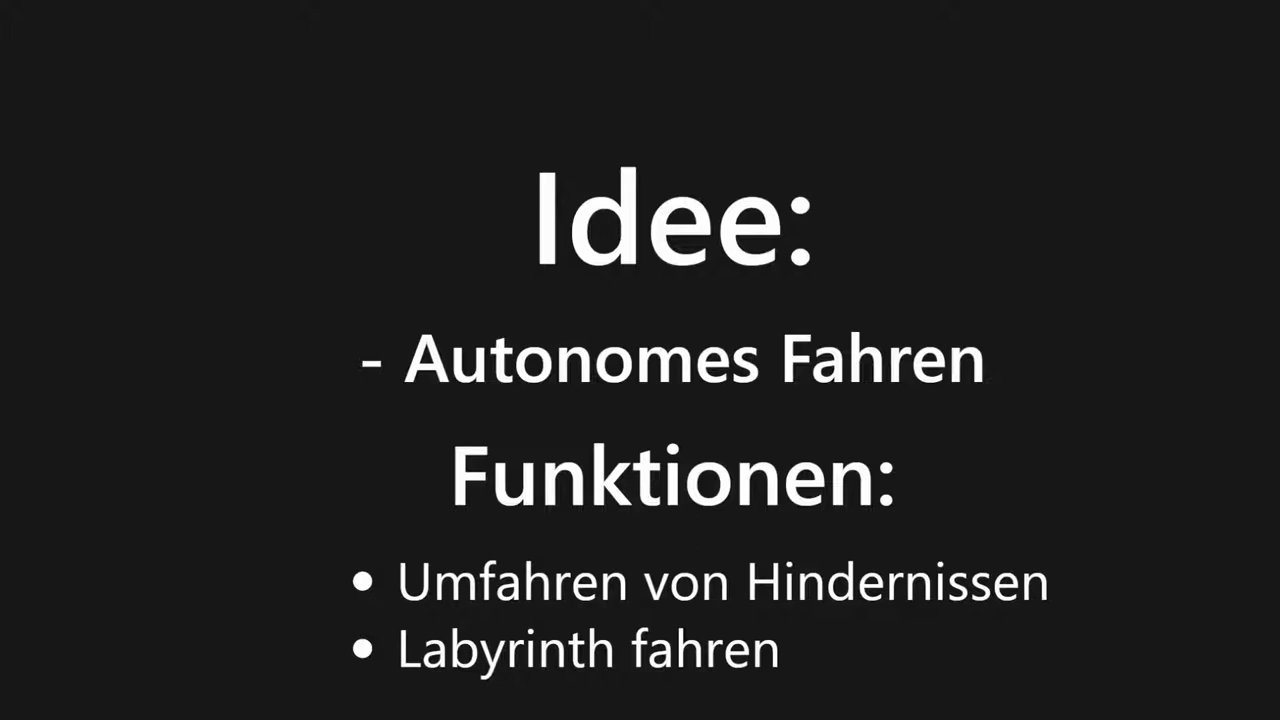 Idee:
- Autonomes Fahren
Funktionen:
• Umfahren von Hindernissen
• Labyrinth fahren